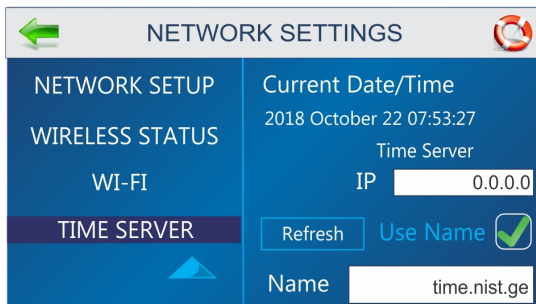 NETWORK SETTINGS
NETWORK SETUP
WIRELESS STATUS
WI-FI
TIME SERVER
Current Date/Time
2018 October 22 07:53:27
Time Server
IP 0.0.0.0
Refresh Use Name
Name time.nist.ge